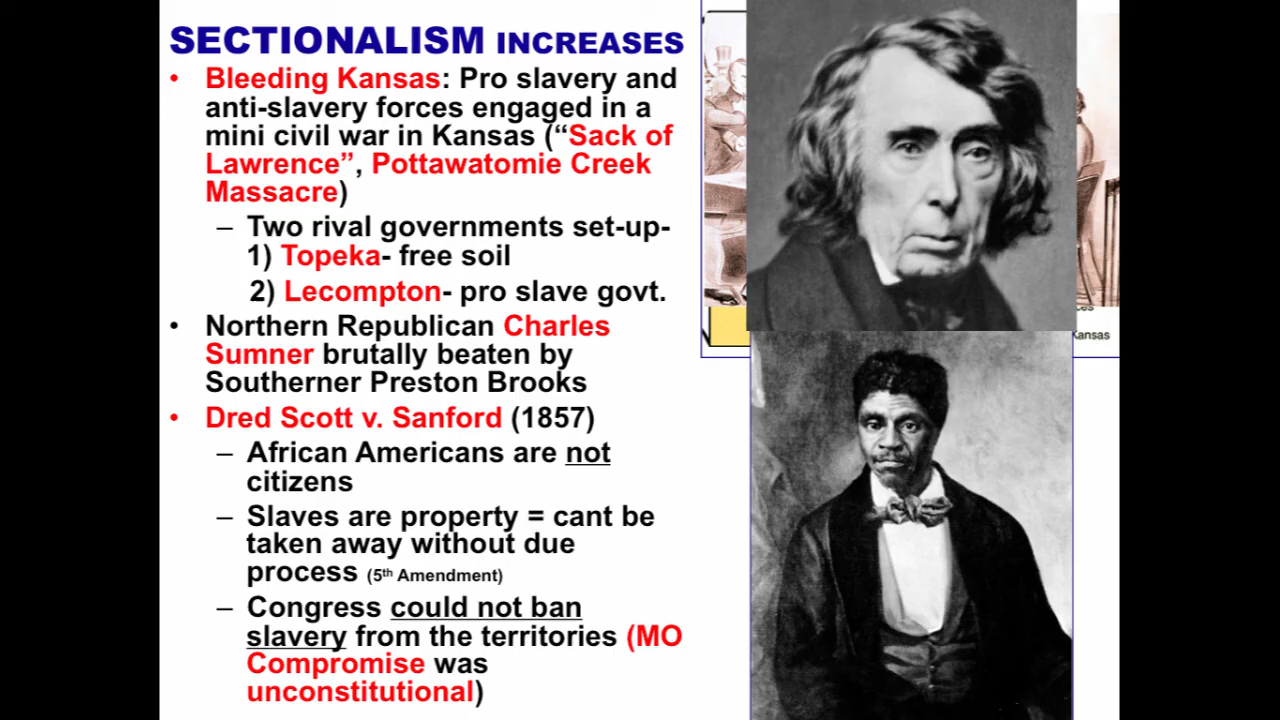 SECTIONALISM INCREASES
• Bleeding Kansas: Pro slavery and
anti-slavery forces engaged in a
mini civil war in Kansas (“Sack of
Lawrence”, Pottawatomie Creek
Massacre)
– Two rival governments set-up-
1) Topeka- free soil
2) Lecompton- pro slave govt.
• Northern Republican Charles
Sumner brutally beaten by
Southerner Preston Brooks
• Dred Scott v. Sanford (1857)
– African Americans are not
citizens
– Slaves are property = cant be
taken away without due
process (5th Amendment)
– Congress could not ban
slavery from the territories (MO
Compromise was
unconstitutional)
Kansas